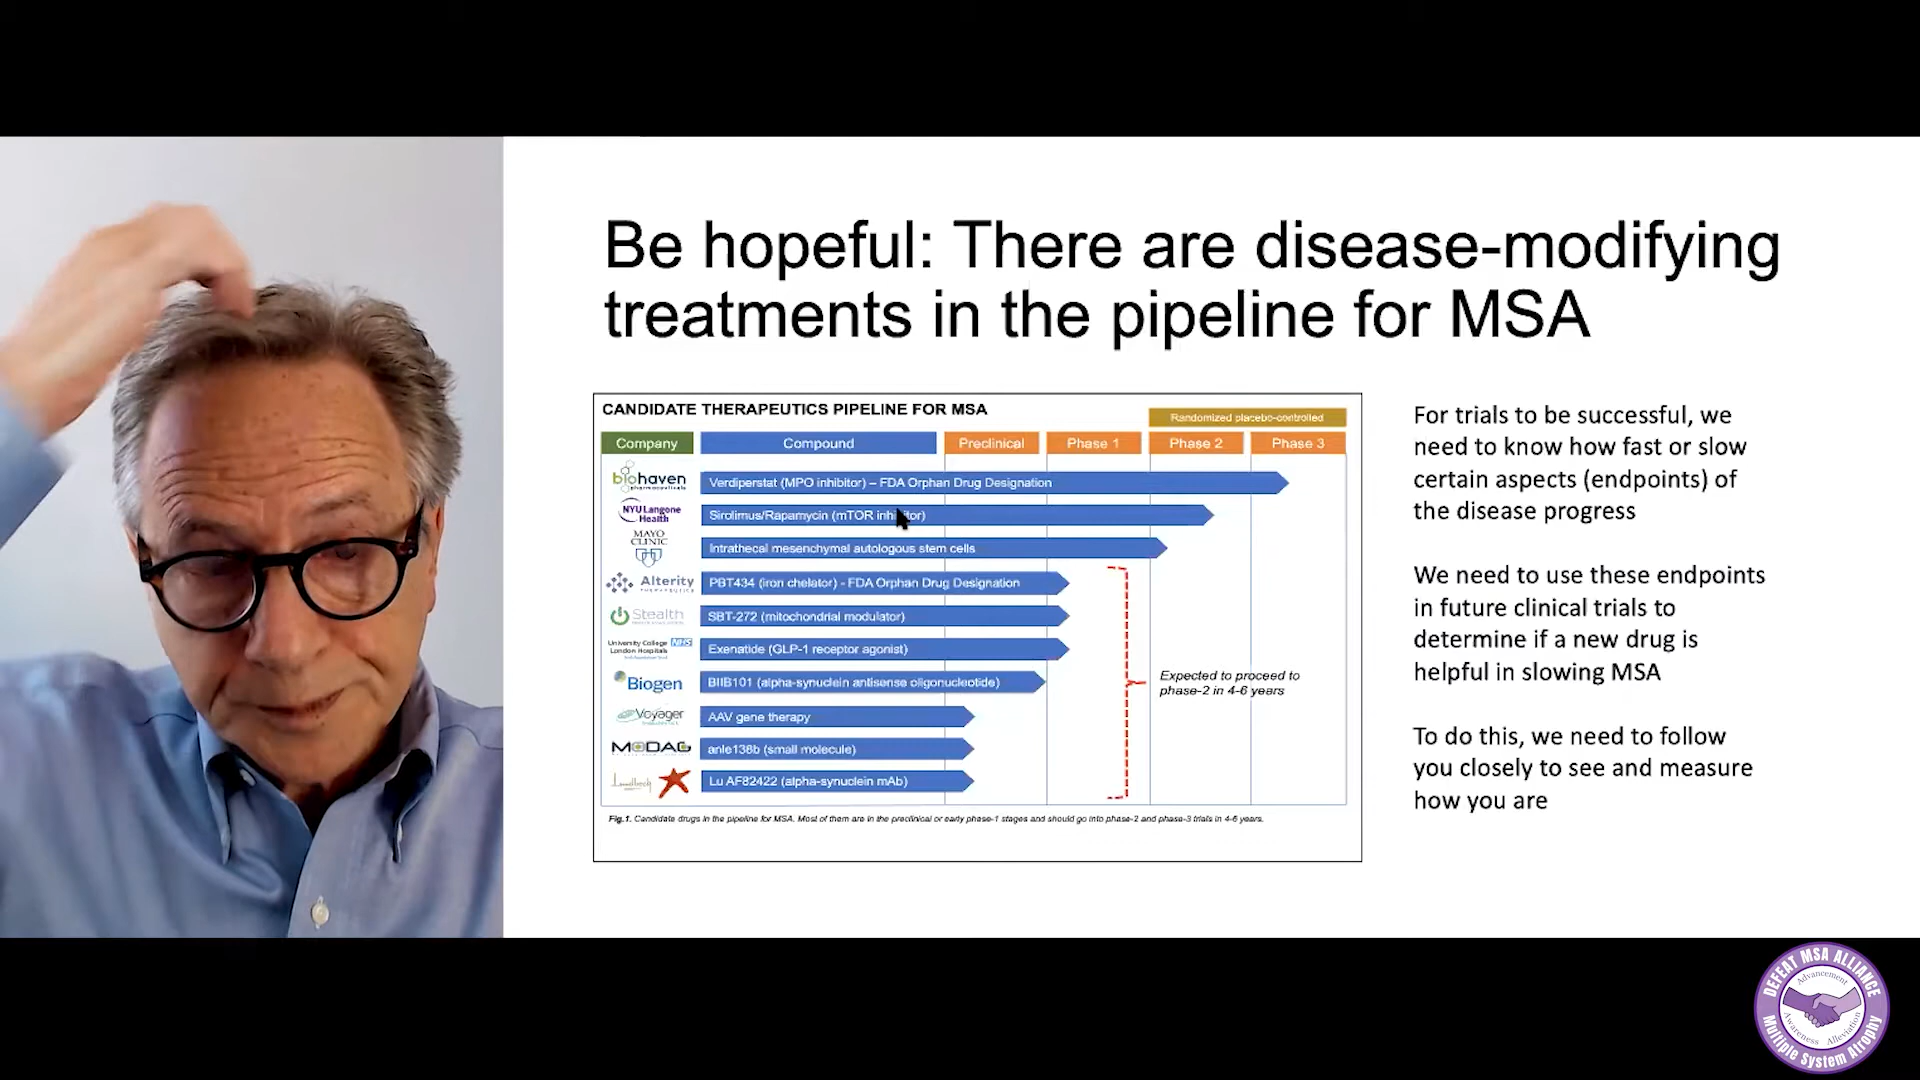 Be hopeful: There are disease-modifying
treatments in the pipeline for MSA
CANDIDATE THERAPEUTICS PIPELINE FOR MSA
Randomized placebo-controlled
Company Compound Preclinical Phase 1 Phase 2 Phase 3
biohaven
pharmaceuticals
Verdiperstat (MPO inhibitor) – FDA Orphan Drug Designation
NYU Langone
Health
Sirolimus/Rapamycin (mTOR inhibitor)
MAYO
CLINIC
Intrathecal mesenchymal autologous stem cells
Alterity
THERAPEUTICS
PBT434 (iron chelator) - FDA Orphan Drug Designation
Stealth
SBT-272 (mitochondrial modulator)
University College NHS
London Hospitals
Exenatide (GLP-1 receptor agonist)
Biogen
BIIB101 (alpha-synuclein antisense oligonucleotide)
Voyager
AAV gene therapy
MODAG
anle138b (small molecule)
Lundbeck
Lu AF82422 (alpha-synuclein mAb)
Expected to proceed to
phase-2 in 4-6 years
Fig.1. Candidate drugs in the pipeline for MSA. Most of them are in the preclinical or early phase-1 stages and should go into phase-2 and phase-3 trials in 4-6 years.
For trials to be successful, we
need to know how fast or slow
certain aspects (endpoints) of
the disease progress
We need to use these endpoints
in future clinical trials to
determine if a new drug is
helpful in slowing MSA
To do this, we need to follow
you closely to see and measure
how you are
DEFEAT MSA ALLIANCE
Advancement
Awareness Alleviation
Multiple System Atrophy